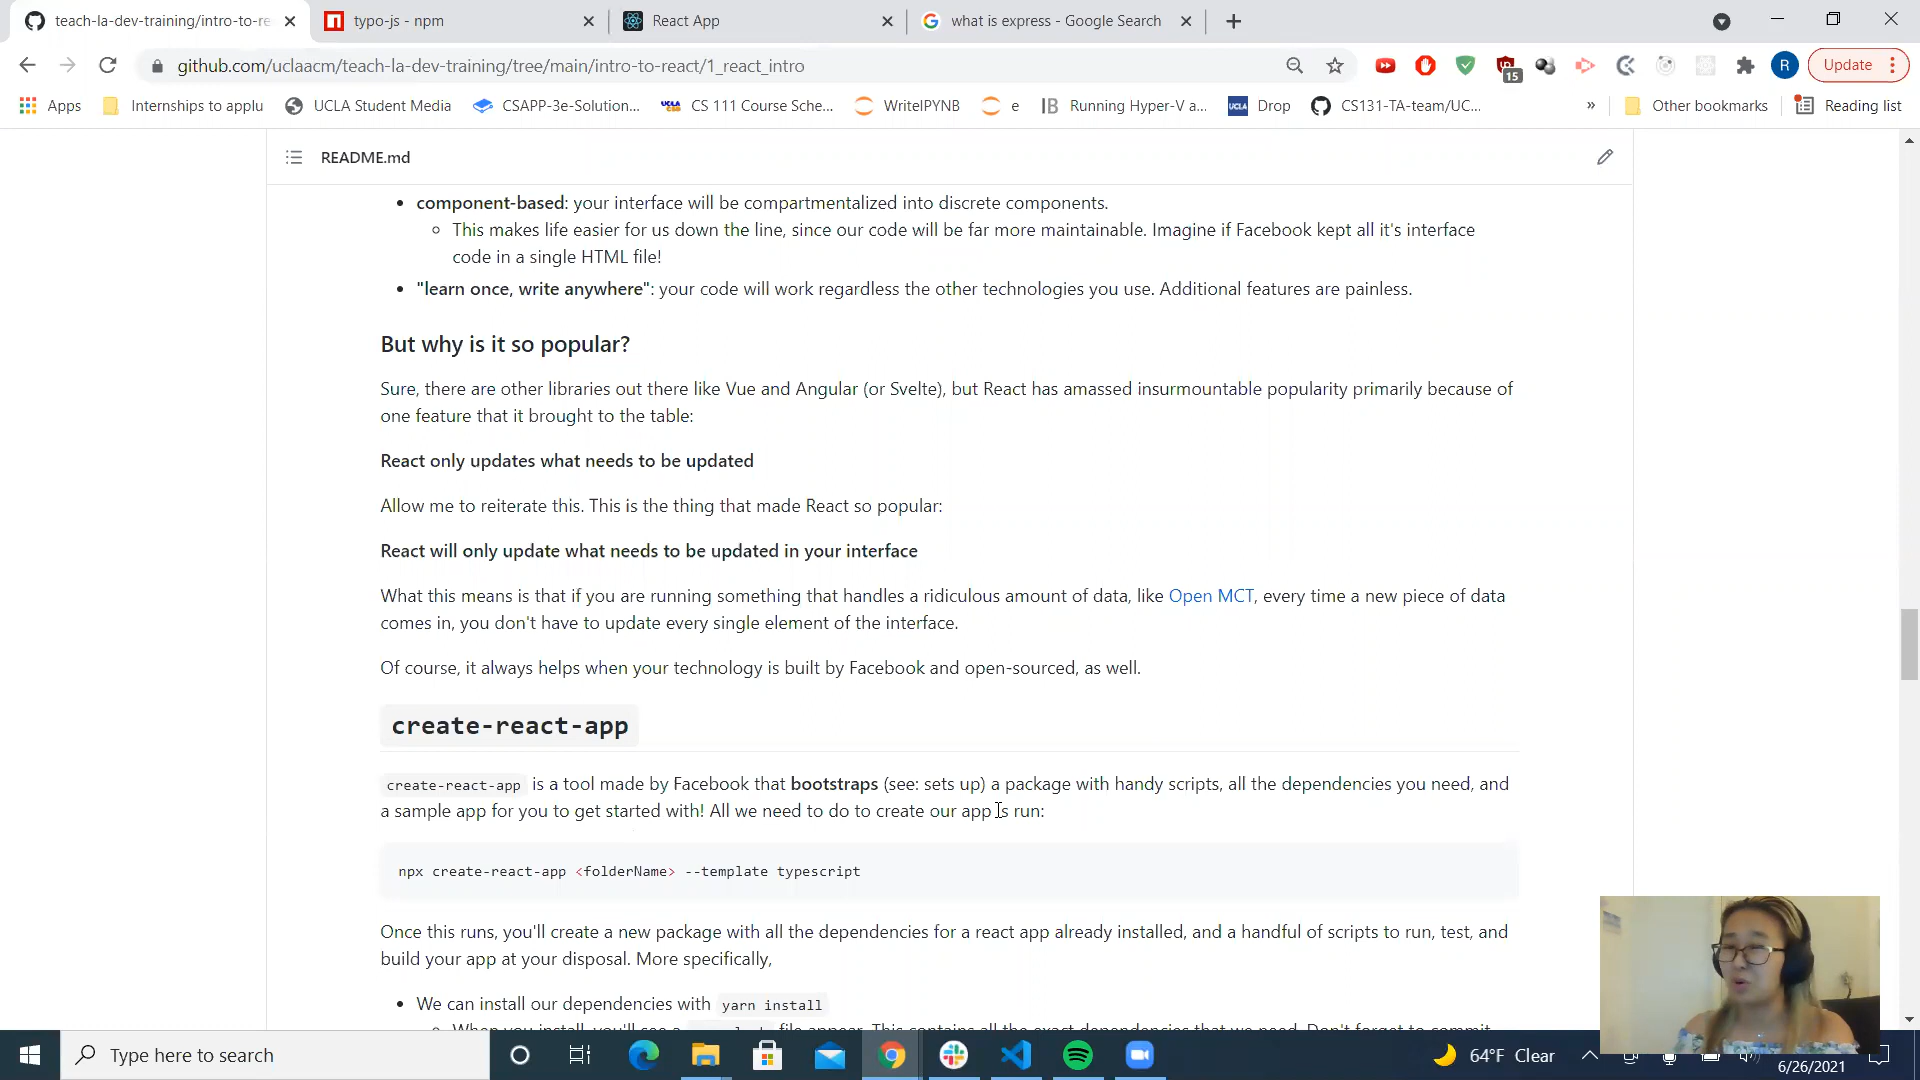 teach-la-dev-training/intro-to-re
typo-js - npm
React App
what is express - Google Search
github.com/uclaacm/teach-la-dev-training/tree/main/intro-to-react/1_react_intro
15
R
Update
Apps
Internships to applu
UCLA Student Media
CSAPP-3e-Solution...
CS 111 Course Sche...
WriteIPYNB
e
Running Hyper-V a...
Drop
CS131-TA-team/UC...
»
Other bookmarks
Reading list
README.md
• component-based: your interface will be compartmentalized into discrete components.
◦ This makes life easier for us down the line, since our code will be far more maintainable. Imagine if Facebook kept all it's interface
code in a single HTML file!
• "learn once, write anywhere": your code will work regardless the other technologies you use. Additional features are painless.
But why is it so popular?
Sure, there are other libraries out there like Vue and Angular (or Svelte), but React has amassed insurmountable popularity primarily because of
one feature that it brought to the table:
React only updates what needs to be updated
Allow me to reiterate this. This is the thing that made React so popular:
React will only update what needs to be updated in your interface
What this means is that if you are running something that handles a ridiculous amount of data, like Open MCT, every time a new piece of data
comes in, you don't have to update every single element of the interface.
Of course, it always helps when your technology is built by Facebook and open-sourced, as well.
create-react-app
create-react-app is a tool made by Facebook that bootstraps (see: sets up) a package with handy scripts, all the dependencies you need, and
a sample app for you to get started with! All we need to do to create our app is run:
npx create-react-app <folderName> --template typescript
Once this runs, you'll create a new package with all the dependencies for a react app already installed, and a handful of scripts to run, test, and
build your app at your disposal. More specifically,
• We can install our dependencies with yarn install
Type here to search
64°F Clear
6/26/2021